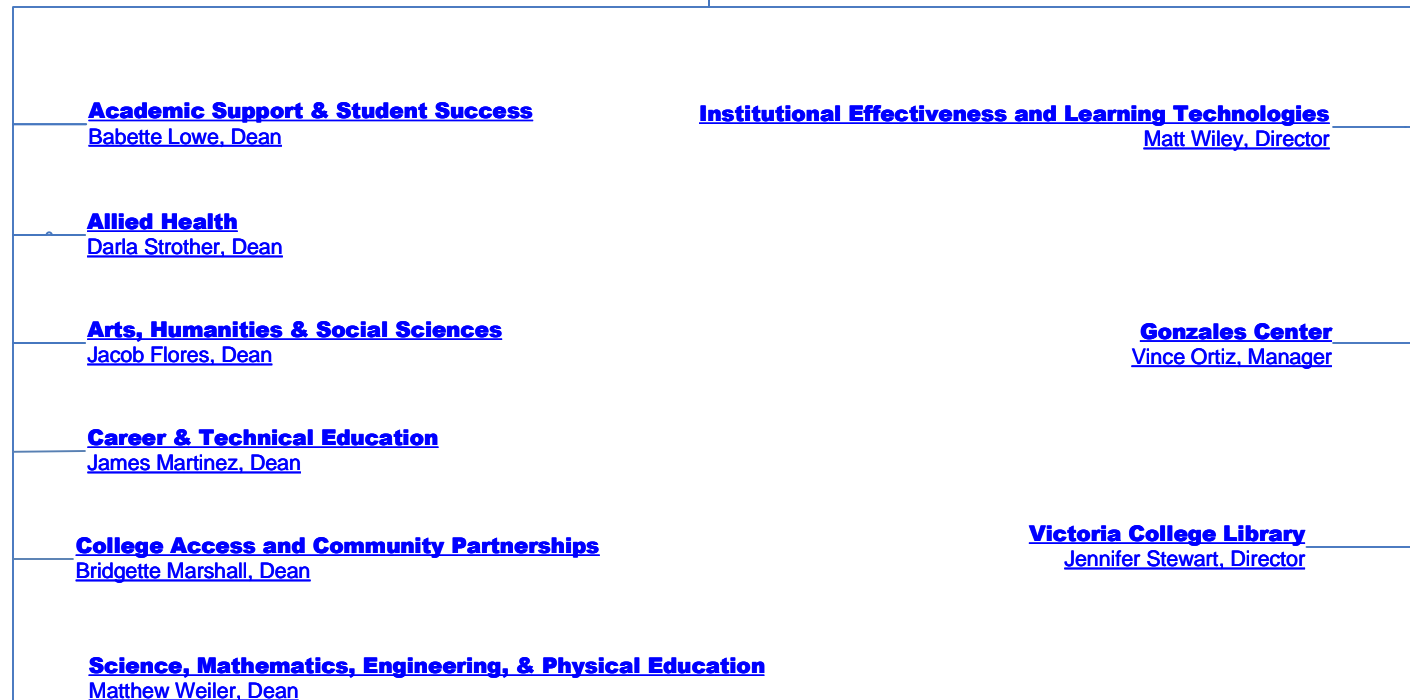 Academic Support & Student Success
Babette Lowe, Dean
Institutional Effectiveness and Learning Technologies
Matt Wiley, Director
Allied Health
Darla Strother, Dean
Arts, Humanities & Social Sciences
Jacob Flores, Dean
Gonzales Center
Vince Ortiz, Manager
Career & Technical Education
James Martinez, Dean
College Access and Community Partnerships
Bridgette Marshall, Dean
Victoria College Library
Jennifer Stewart, Director
Science, Mathematics, Engineering, & Physical Education
Matthew Weiler, Dean